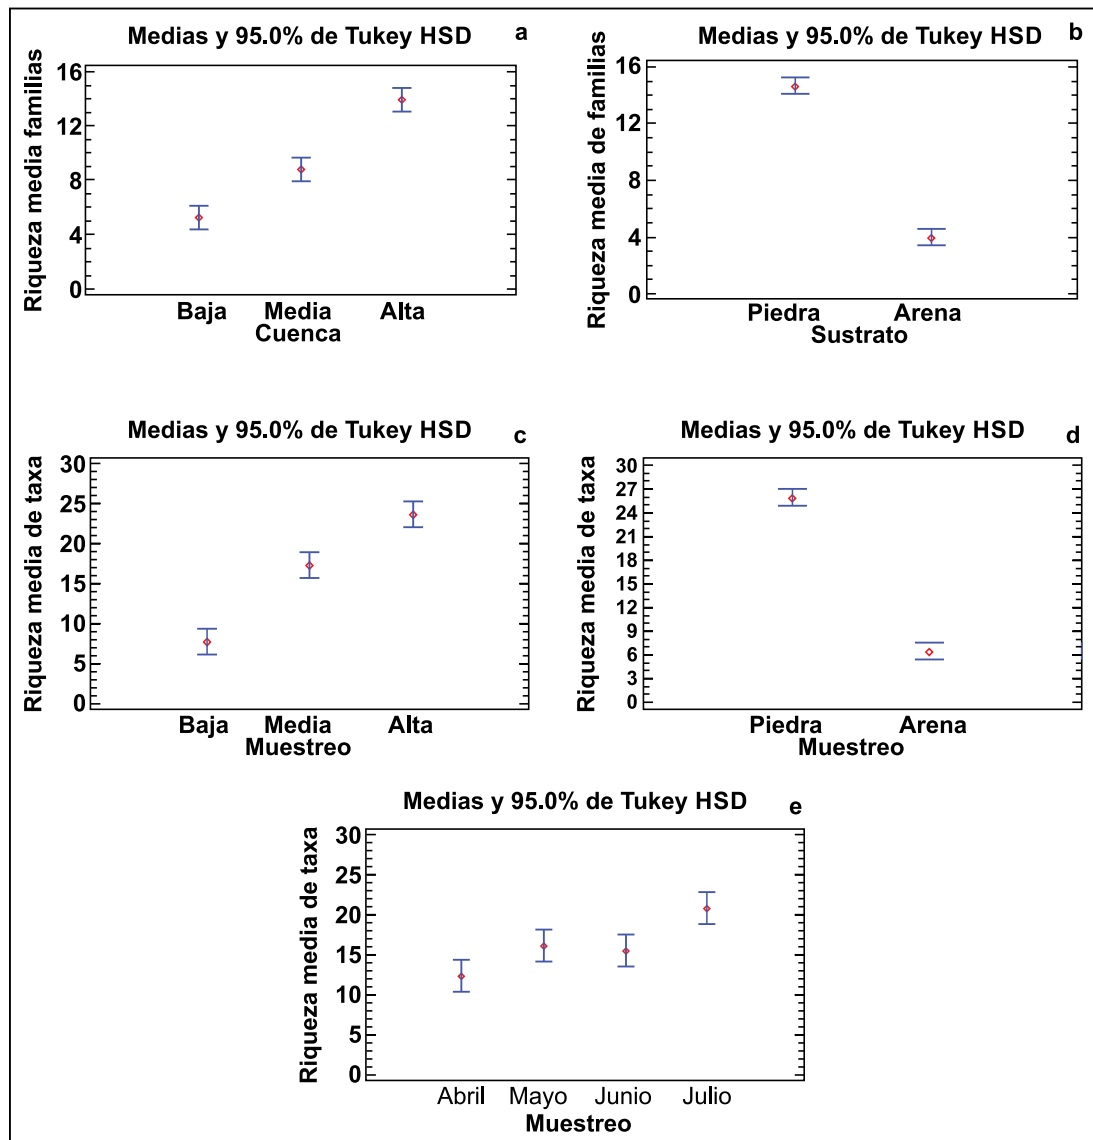 Medias y 95.0% de Tukey HSD
a
Riqueza media familias
16
12
8
4
0
Baja
Media
Alta
Cuenca
Medias y 95.0% de Tukey HSD
b
Riqueza media de familias
16
14
12
8
4
0
Piedra
Arena
Sustrato
Medias y 95.0% de Tukey HSD
c
Riqueza media de taxa
30
25
20
15
10
5
0
Baja
Media
Alta
Muestreo
Medias y 95.0% de Tukey HSD
d
Riqueza media de taxa
30
27
24
21
18
15
12
9
6
3
0
Piedra
Arena
Muestreo
Medias y 95.0% de Tukey HSD
e
Riqueza media de taxa
30
25
20
15
10
5
0
Abril
Mayo
Junio
Julio
Muestreo